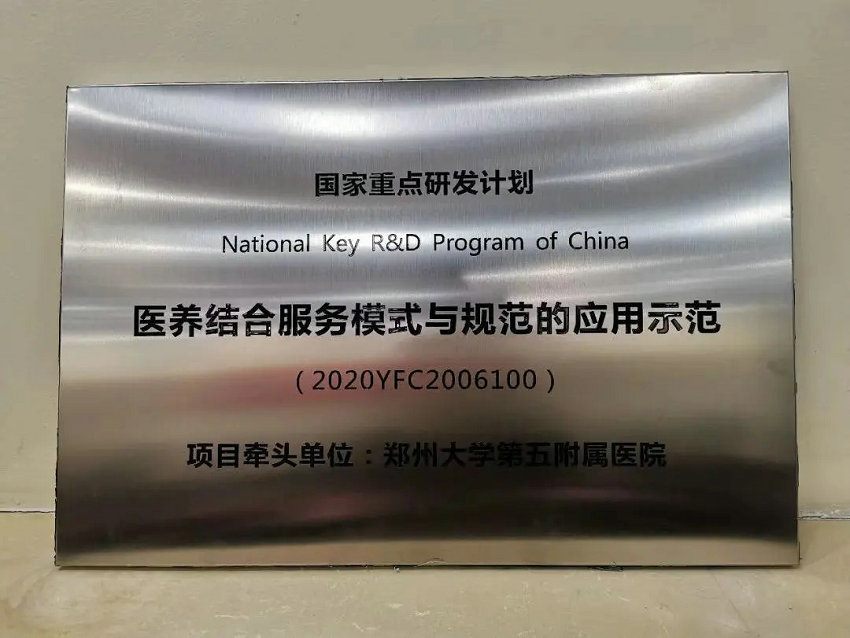 国家重点研发计划
National Key R&D Program of China
医养结合服务模式与规范的应用示范
（2020YFC2006100）
项目牵头单位：郑州大学第五附属医院